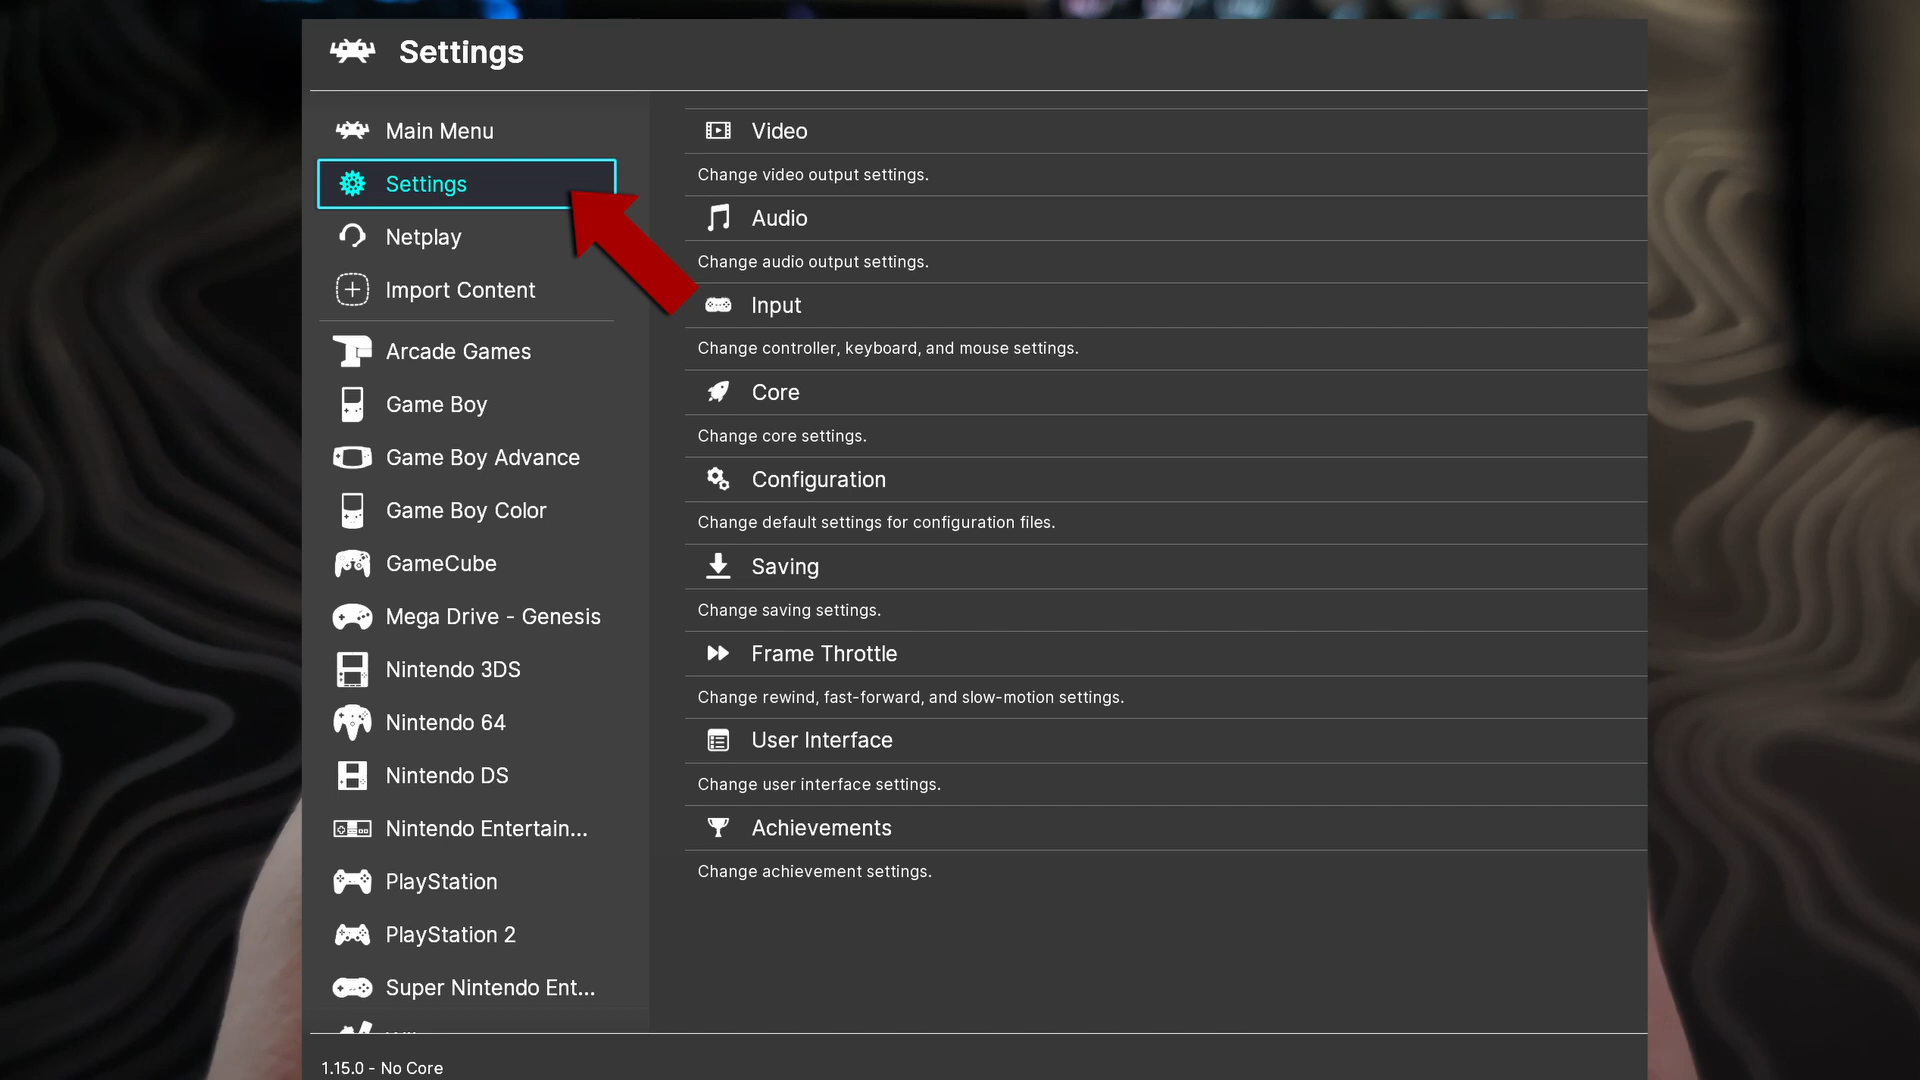 Settings
Main Menu
Settings
Netplay
Import Content
Arcade Games
Game Boy
Game Boy Advance
Game Boy Color
GameCube
Mega Drive - Genesis
Nintendo 3DS
Nintendo 64
Nintendo DS
Nintendo Entertain...
PlayStation
PlayStation 2
Super Nintendo Ent...
Video
Change video output settings.
Audio
Change audio output settings.
Input
Change controller, keyboard, and mouse settings.
Core
Change core settings.
Configuration
Change default settings for configuration files.
Saving
Change saving settings.
Frame Throttle
Change rewind, fast-forward, and slow-motion settings.
User Interface
Change user interface settings.
Achievements
Change achievement settings.
1.15.0 - No Core